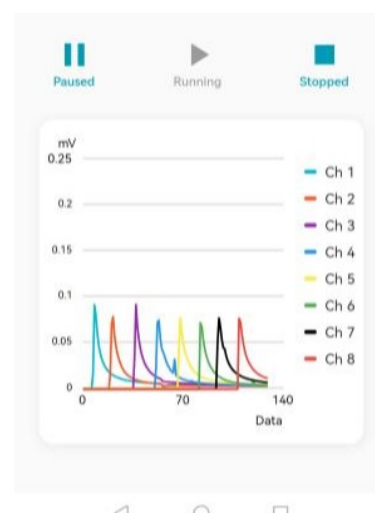 Paused Running Stopped
mV
0.25
0.2
0.15
0.1
0.05
0
0 70 140
Data
Ch 1
Ch 2
Ch 3
Ch 4
Ch 5
Ch 6
Ch 7
Ch 8